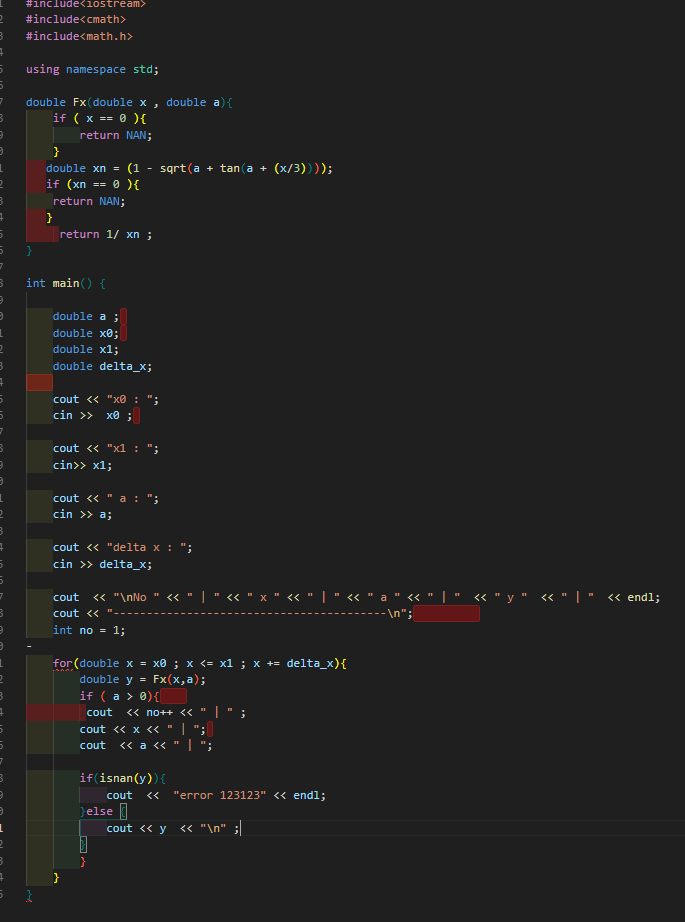 #include<iostream>
#include<cmath>
#include<math.h>
using namespace std;
double Fx(double x , double a){
if ( x == 0 ){
return NAN;
}
double xn = (1 - sqrt(a + tan(a + (x/3))));
if (xn == 0 ){
return NAN;
}
return 1/ xn ;
}
int main() {
double a ;
double x0;
double x1;
double delta_x;
cout << "x0 : ";
cin >>  x0 ;
cout << "x1 : ";
cin>> x1;
cout << " a : ";
cin >> a;
cout << "delta x : ";
cin >> delta_x;
cout  << "\nNo " << " | " << " x " << " | " << " a " << " | "  << " y "  << " | "  << endl;
cout << "-----------------------------------------\n";
int no = 1;
-
for(double x = x0 ; x <= x1 ; x += delta_x){
double y = Fx(x,a);
if ( a > 0){
cout  << no++ << " | " ;
cout << x << " | ";
cout  << a << " | ";
if(isnan(y)){
cout  <<  "error 123123" << endl;
}else {
cout << y  << "\n" ;
}
}
}
}